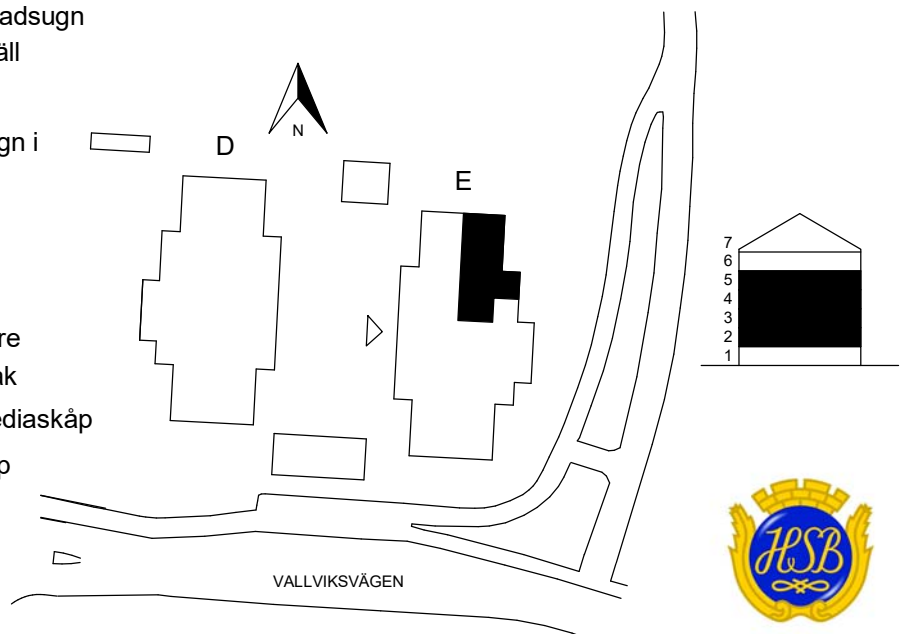 adsugn
äll
gn i
re
ak
ediaskåp
p
N
D
E
7
6
5
4
3
2
1
VALLVIKSVÄGEN
HSB